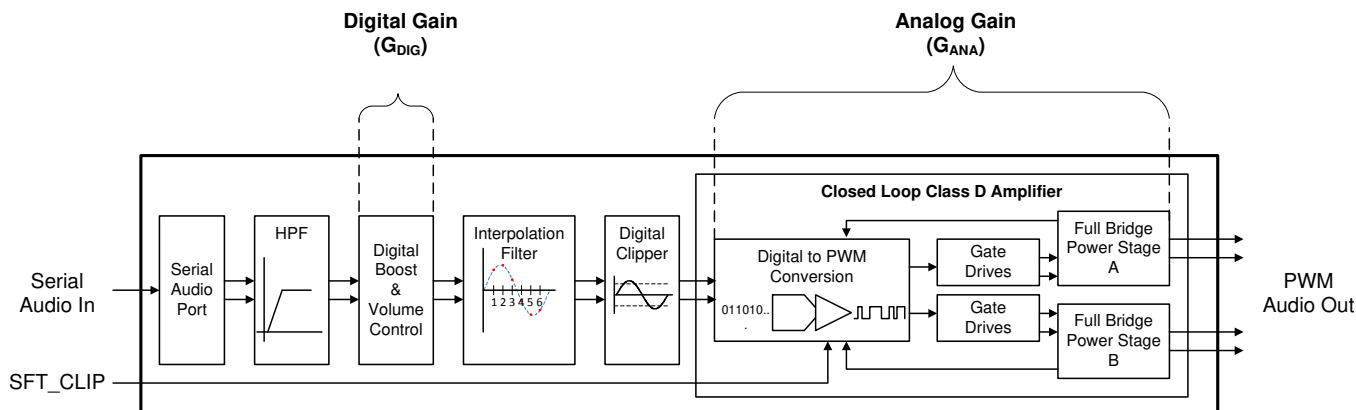 Digital Gain
(GDIG)
Analog Gain
(GANA)
Closed Loop Class D Amplifier
Serial
Audio In
Serial
Audio
Port
HPF
Digital
Boost
&
Volume
Control
Interpolation
Filter
1 2 3 4 5 6
Digital
Clipper
Digital to PWM
Conversion
011010..
.
Gate
Drives
Gate
Drives
Full Bridge
Power Stage
A
Full Bridge
Power Stage
B
PWM
Audio Out
SFT_CLIP